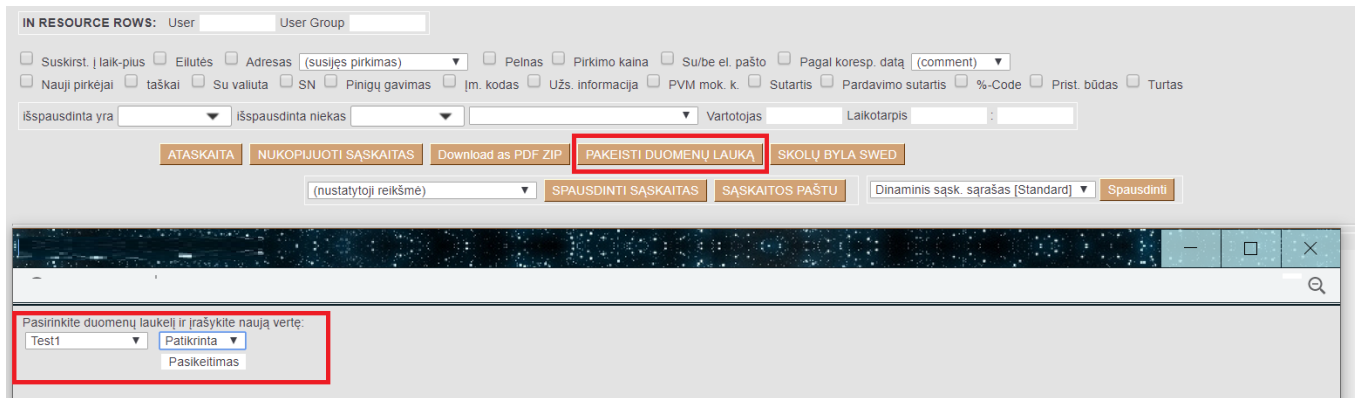 IN RESOURCE ROWS: User User Group
Suskirst. į laik-pius Eilutės Adresas (susijęs pirkimas) Pelnas Pirkimo kaina Su/be el. pašto Pagal koresp. datą (comment)
Nauji pirkėjai taškai Su valiuta SN Pinigų gavimas Įm. kodas Užs. informacija PVM mok. k. Sutartis Pardavimo sutartis %-Code Prist. būdas Turtas
išspausdinta yra išspausdinta niekas Vartotojas Laikotarpis :
ATASKAITA NUKOPIJUOTI SĄSKAITAS Download as PDF ZIP PAKEISTI DUOMENŲ LAUKĄ SKOLŲ BYLA SWED
(nustatytoji reikšmė) SPAUSDINTI SĄSKAITAS SĄSKAITOS PAŠTU Dinaminis sąsk. sąrašas [Standard] Spausdinti
Pasirinkite duomenų laukelį ir įrašykite naują vertę:
Test1 Patikrinta
Pasikeitimas